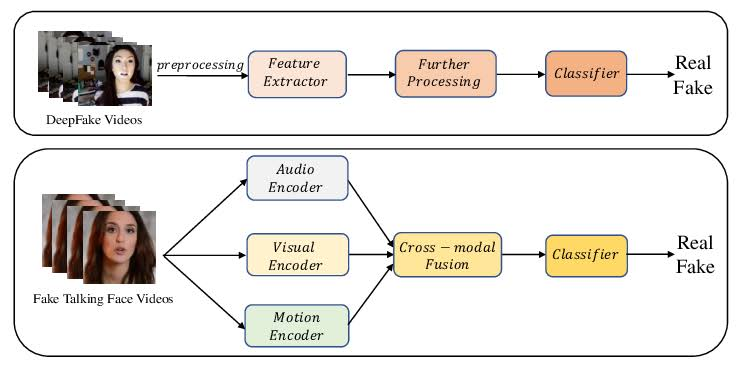 preprocessing
Feature
Extractor
Further
Processing
Classifier
Real
Fake
DeepFake Videos
Audio
Encoder
Visual
Encoder
Motion
Encoder
Cross − modal
Fusion
Classifier
Real
Fake
Fake Talking Face Videos